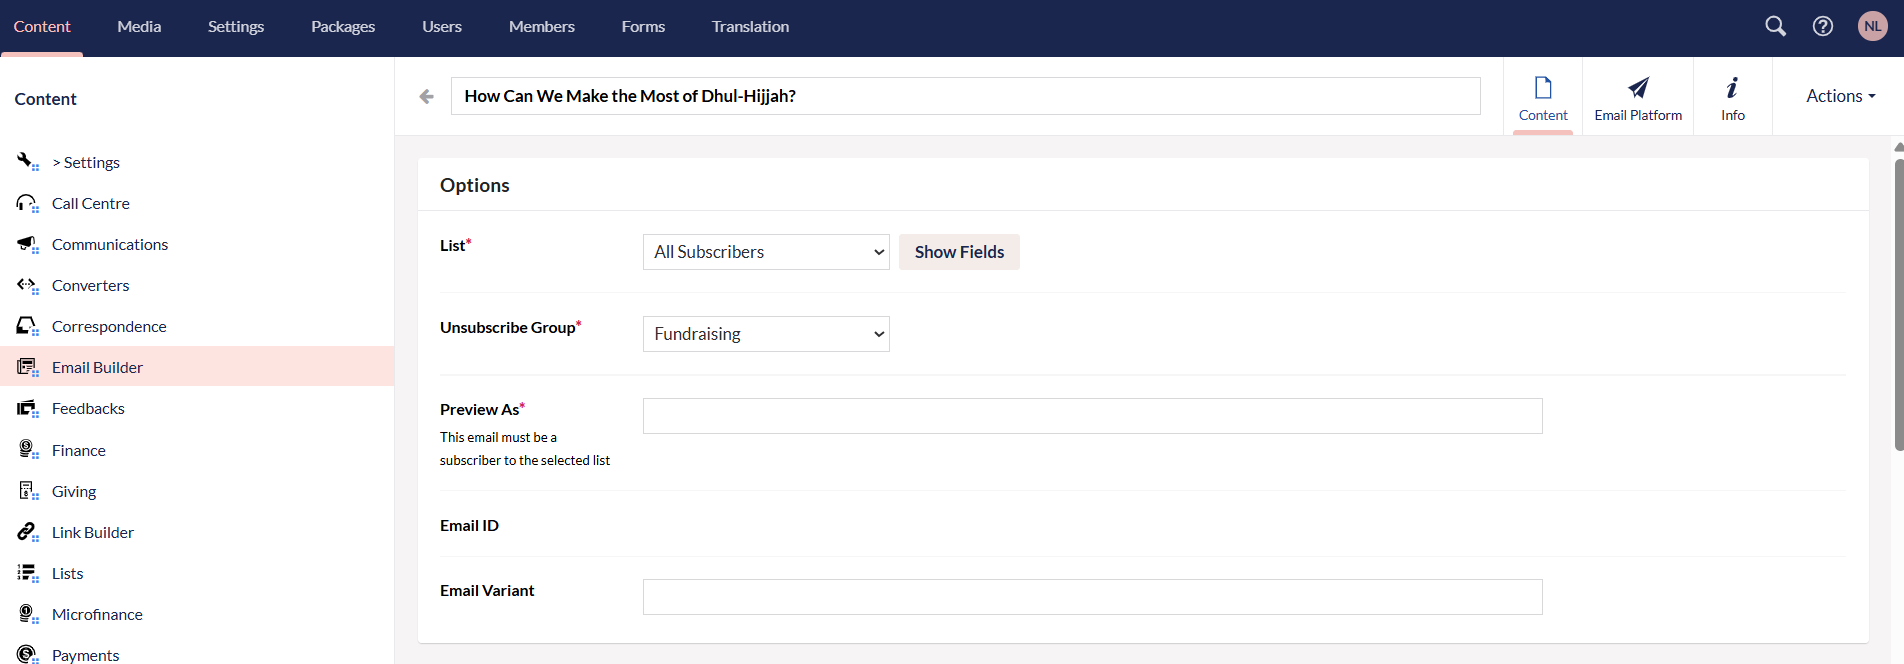 Content
Media
Settings
Packages
Users
Members
Forms
Translation
NL
Content
> Settings
Call Centre
Communications
Converters
Correspondence
Email Builder
Feedbacks
Finance
Giving
Link Builder
Lists
Microfinance
Payments
How Can We Make the Most of Dhul-Hijjah?
Content
Email Platform
Info
Actions
Options
List*
All Subscribers
Show Fields
Unsubscribe Group*
Fundraising
Preview As*
This email must be a
subscriber to the selected list
Email ID
Email Variant